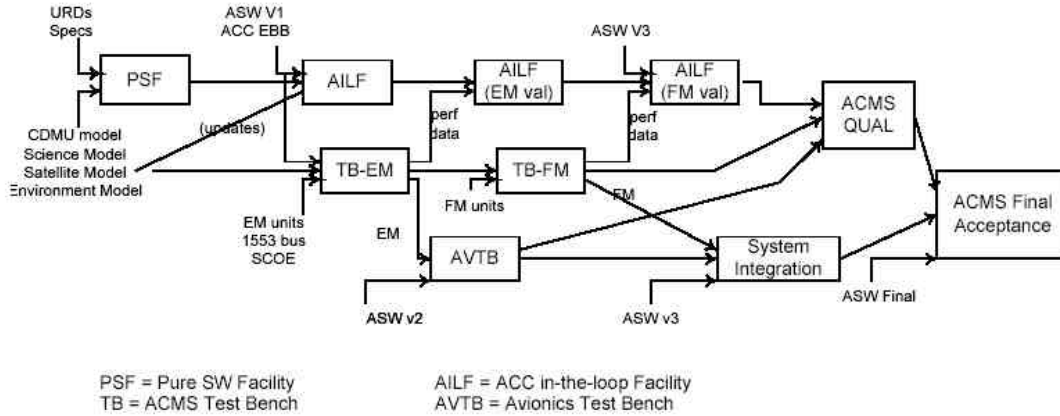 URDs
Specs
ASW V1
ACC EBB
ASW V3
PSF
AILF
AILF
(EM val)
AILF
(FM val)
ACMS
QUAL
(updates)
perf
data
perf
data
CDMU model
Science Model
Satellite Model
Environment Model
TB-EM
TB-FM
EM units
1553 bus
SCOE
EM
FM units
FM
ACMS Final
Acceptance
AVTB
System
Integration
ASW v2
ASW v3
ASW Final
PSF = Pure SW Facility
AILF = ACC in-the-loop Facility
TB = ACMS Test Bench
AVTB = Avionics Test Bench